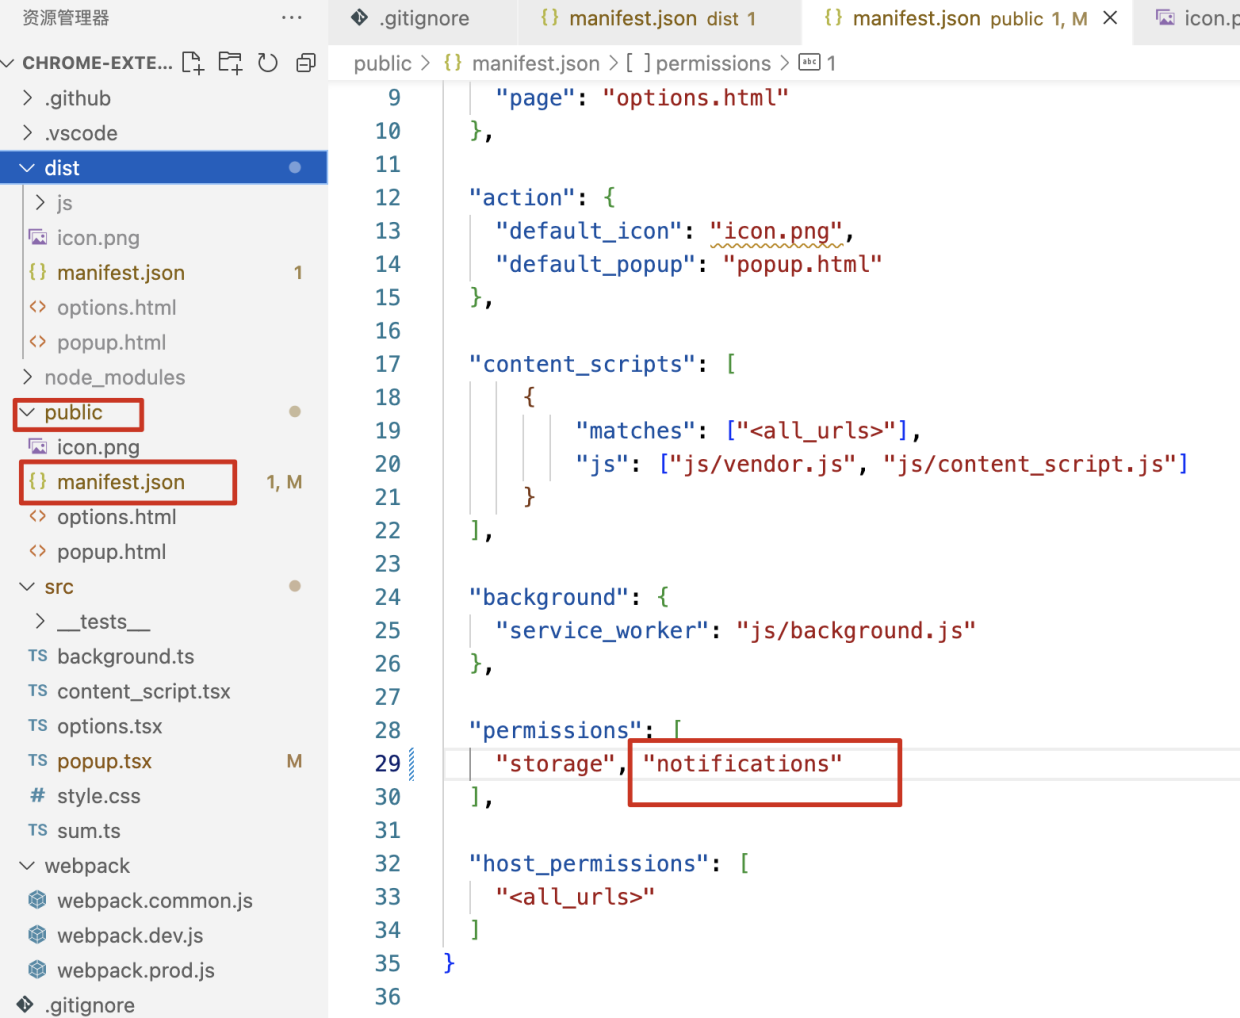 资源管理器 ···
CHROME-EXTE...
.github
.vscode
dist
js
icon.png
manifest.json 1
options.html
popup.html
node_modules
public
icon.png
manifest.json 1, M
options.html
popup.html
src
__tests__
TS background.ts
TS content_script.tsx
TS options.tsx
TS popup.tsx M
# style.css
TS sum.ts
webpack
webpack.common.js
webpack.dev.js
webpack.prod.js
.gitignore
.gitignore {} manifest.json dist 1 {} manifest.json public 1, M × icon.p
public > {} manifest.json > [ ] permissions > abc 1
9 "page": "options.html"
10 },
11
12 "action": {
13 "default_icon": "icon.png",
14 "default_popup": "popup.html"
15 },
16
17 "content_scripts": [
18 {
19 "matches": ["<all_urls>"],
20 "js": ["js/vendor.js", "js/content_script.js"]
21 }
22 ],
23
24 "background": {
25 "service_worker": "js/background.js"
26 },
27
28 "permissions": [
29 "storage", "notifications"
30 ],
31
32 "host_permissions": [
33 "<all_urls>"
34 ]
35 }
36